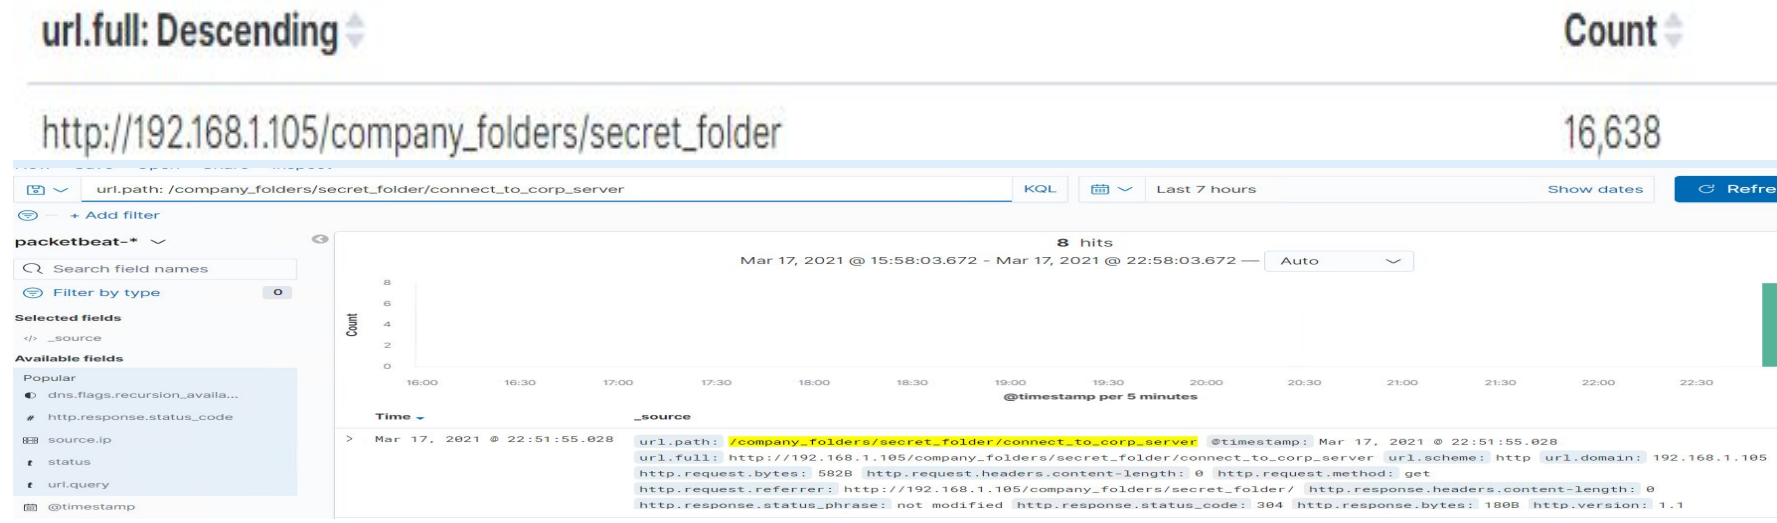 url.full: Descending Count
http://192.168.1.105/company_folders/secret_folder 16,638
url.path: /company_folders/secret_folder/connect_to_corp_server KQL Last 7 hours Show dates Refre
+ Add filter
packetbeat-*
8 hits
Search field names
Mar 17, 2021 @ 15:58:03.672 - Mar 17, 2021 @ 22:58:03.672 — Auto
Filter by type 0
Selected fields
</> _source
Available fields
Popular
dns.flags.recursion_availa...
# http.response.status_code
source.ip
t status
t url.query
@timestamp
Count
8
6
4
2
0
16:00 16:30 17:00 17:30 18:00 18:30 19:00 19:30 20:00 20:30 21:00 21:30 22:00 22:30
@timestamp per 5 minutes
Time _source
> Mar 17, 2021 @ 22:51:55.028 url.path: /company_folders/secret_folder/connect_to_corp_server @timestamp: Mar 17, 2021 @ 22:51:55.028
url.full: http://192.168.1.105/company_folders/secret_folder/connect_to_corp_server url.scheme: http url.domain: 192.168.1.105
http.request.bytes: 582B http.request.headers.content-length: 0 http.request.method: get
http.request.referrer: http://192.168.1.105/company_folders/secret_folder/ http.response.headers.content-length: 0
http.response.status_phrase: not modified http.response.status_code: 304 http.response.bytes: 180B http.version: 1.1